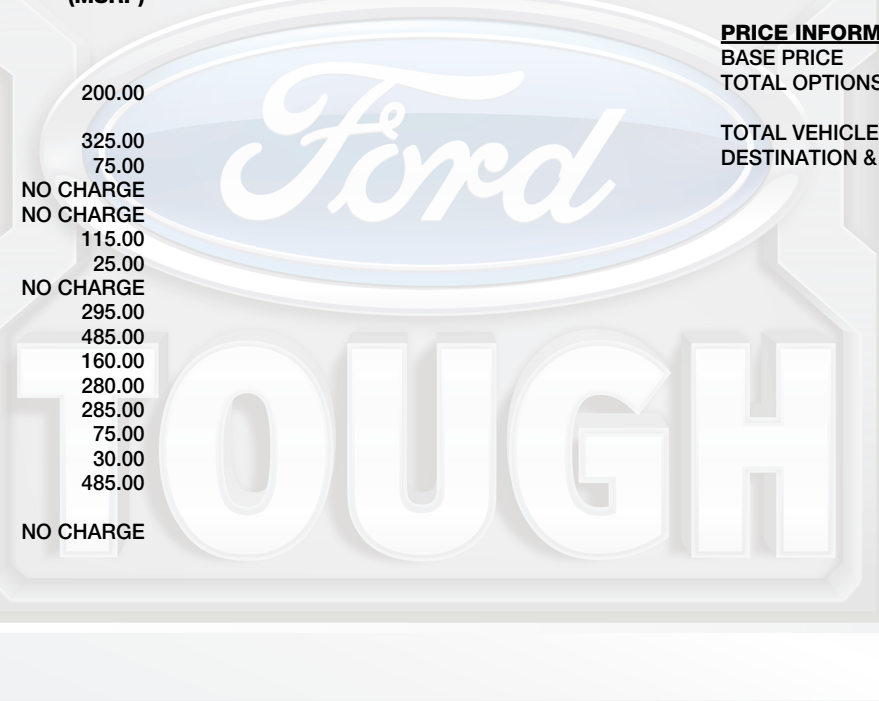 (MSRP)
200.00
325.00
75.00
NO CHARGE
NO CHARGE
115.00
25.00
NO CHARGE
295.00
485.00
160.00
280.00
285.00
75.00
30.00
485.00
NO CHARGE
PRICE INFORM
BASE PRICE
TOTAL OPTIONS
TOTAL VEHICLE
DESTINATION &
Ford
TOUGH